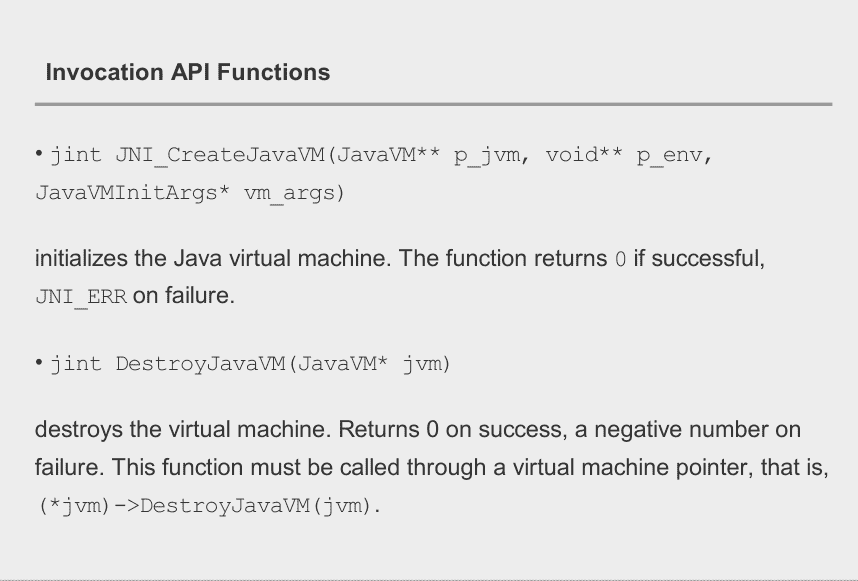 Invocation API Functions
• jint JNI_CreateJavaVM(JavaVM** p_jvm, void** p_env,
JavaVMInitArgs* vm_args)
initializes the Java virtual machine. The function returns 0 if successful,
JNI_ERR on failure.
• jint DestroyJavaVM(JavaVM* jvm)
destroys the virtual machine. Returns 0 on success, a negative number on
failure. This function must be called through a virtual machine pointer, that is,
(*jvm)->DestroyJavaVM(jvm).